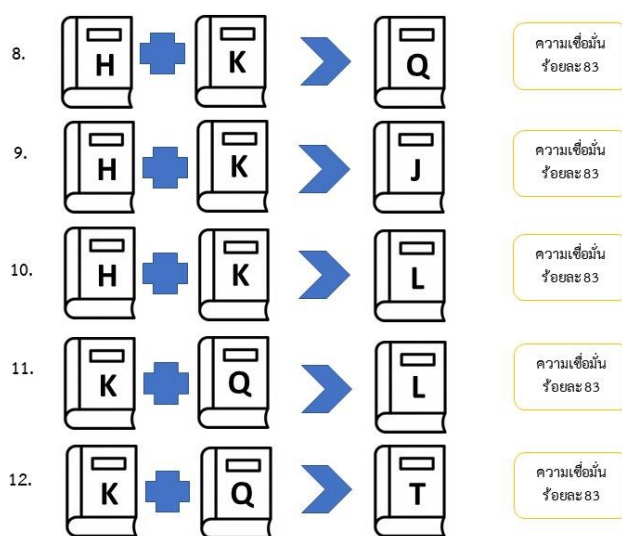 8. H K Q ความเชื่อมั่น
ร้อยละ 83
9. H K J ความเชื่อมั่น
ร้อยละ 83
10. H K L ความเชื่อมั่น
ร้อยละ 83
11. K Q L ความเชื่อมั่น
ร้อยละ 83
12. K Q T ความเชื่อมั่น
ร้อยละ 83